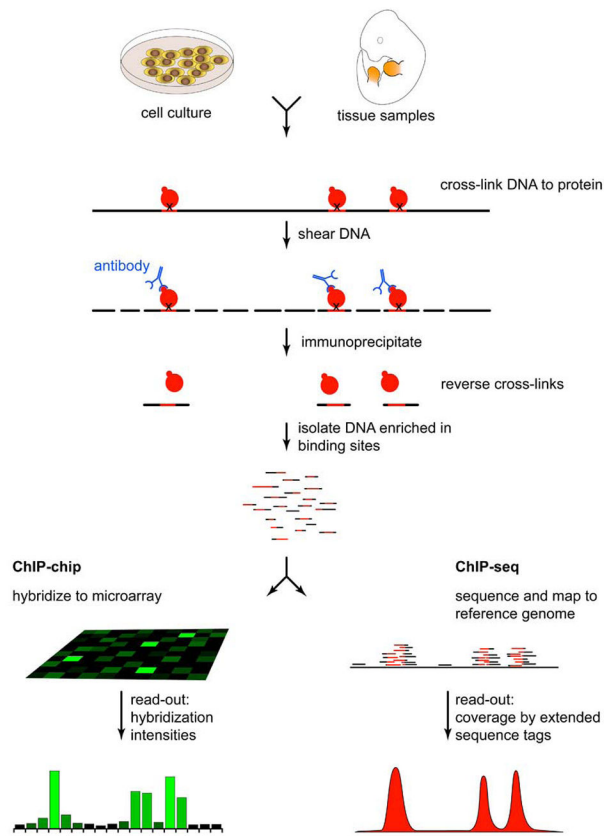 cell culture
tissue samples
cross-link DNA to protein
shear DNA
antibody
immunoprecipitate
reverse cross-links
isolate DNA enriched in
binding sites
ChIP-chip
hybridize to microarray
read-out:
hybridization
intensities
ChIP-seq
sequence and map to
reference genome
read-out:
coverage by extended
sequence tags